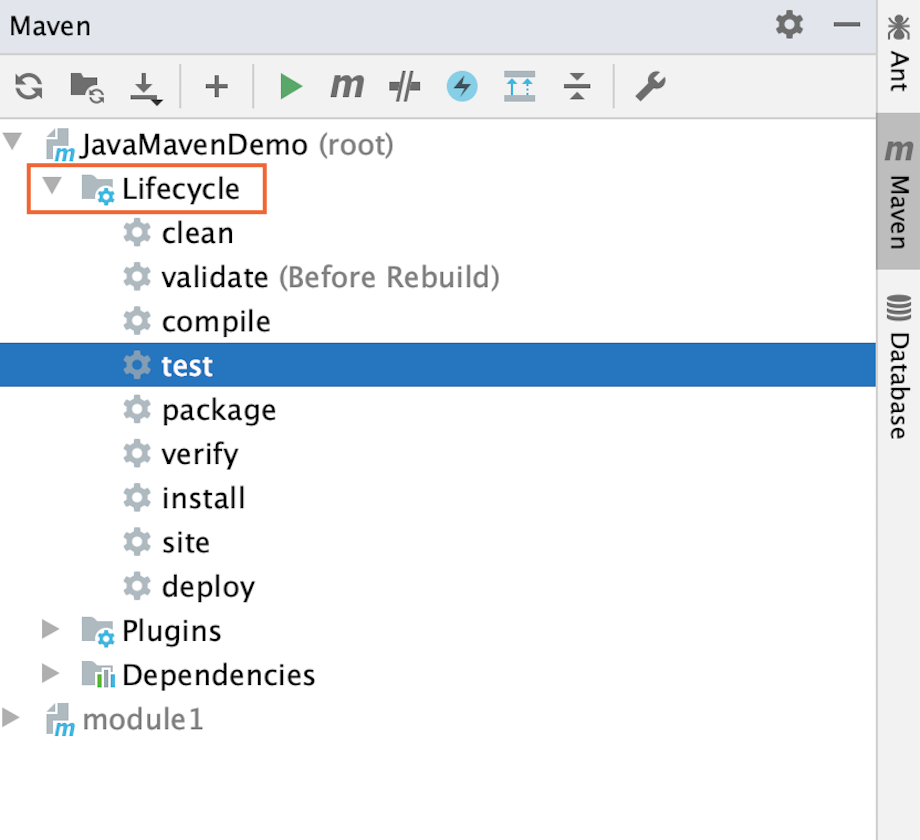 Maven
m
JavaMavenDemo (root)
Lifecycle
clean
validate (Before Rebuild)
compile
test
package
verify
install
site
deploy
Plugins
Dependencies
module1
Ant
m Maven
Database